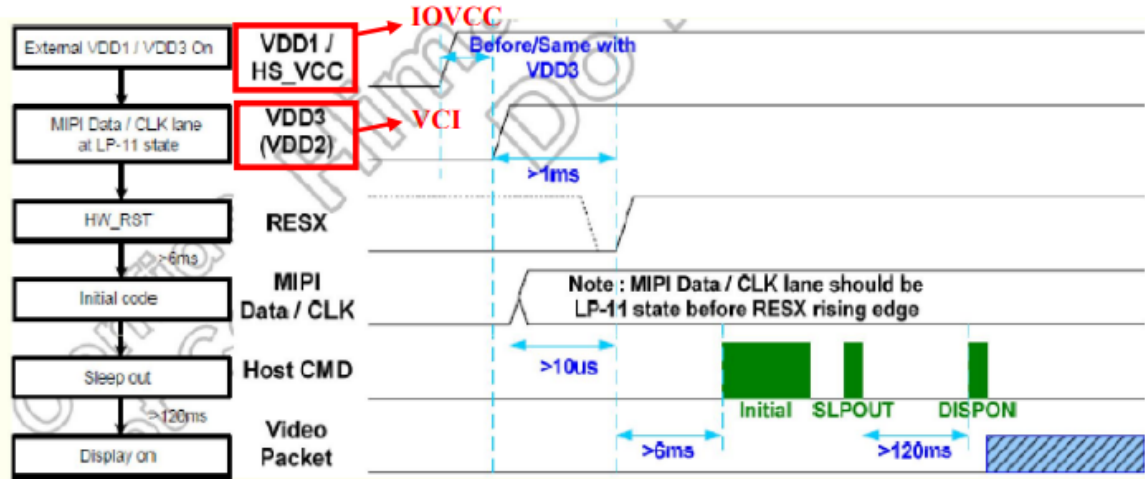 IOVCC
External VDD1 / VDD3 On
VDD1 /
HS_VCC
Before/Same with
VDD3
MIPI Data / CLK lane
at LP-11 state
VDD3
(VDD2)
VCI
>1ms
HW_RST
RESX
>6ms
Initial code
MIPI
Data / CLK
Note : MIPI Data / CLK lane should be
LP-11 state before RESX rising edge
>10us
Sleep out
Host CMD
Initial
SLPOUT
DISPON
>120ms
Display on
Video
Packet
>6ms
>120ms